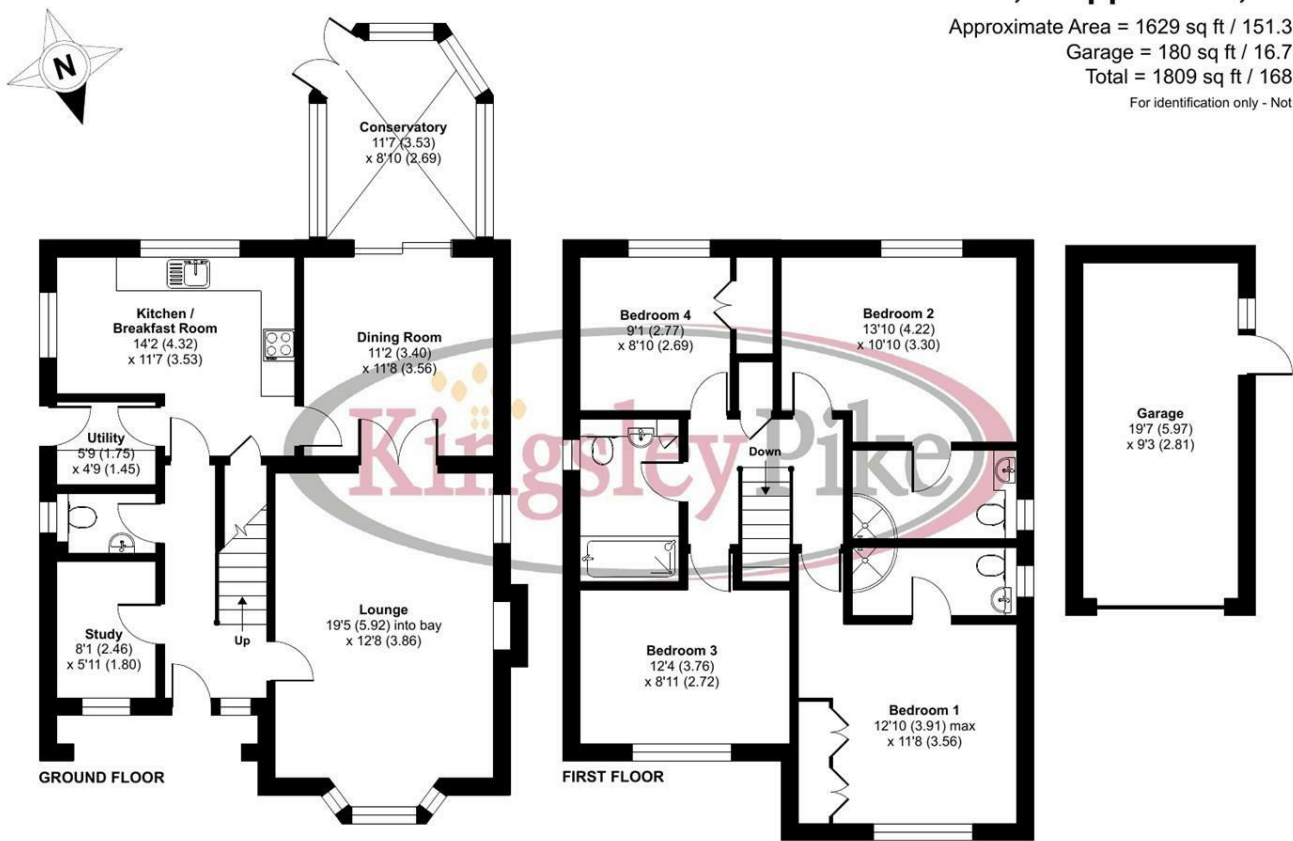 Approximate Area = 1629 sq ft / 151.3
Garage = 180 sq ft / 16.7
Total = 1809 sq ft / 168
For identification only - Not
N
Conservatory
11'7 (3.53)
x 8'10 (2.69)
Kitchen /
Breakfast Room
14'2 (4.32)
x 11'7 (3.53)
Dining Room
11'2 (3.40)
x 11'8 (3.56)
Utility
5'9 (1.75)
x 4'9 (1.45)
Study
8'1 (2.46)
x 5'11 (1.80)
Up
Lounge
19'5 (5.92) into bay
x 12'8 (3.86)
GROUND FLOOR
Bedroom 4
9'1 (2.77)
x 8'10 (2.69)
Bedroom 2
13'10 (4.22)
x 10'10 (3.30)
Down
Bedroom 3
12'4 (3.76)
x 8'11 (2.72)
Bedroom 1
12'10 (3.91) max
x 11'8 (3.56)
FIRST FLOOR
Garage
19'7 (5.97)
x 9'3 (2.81)
Kingsley Pike